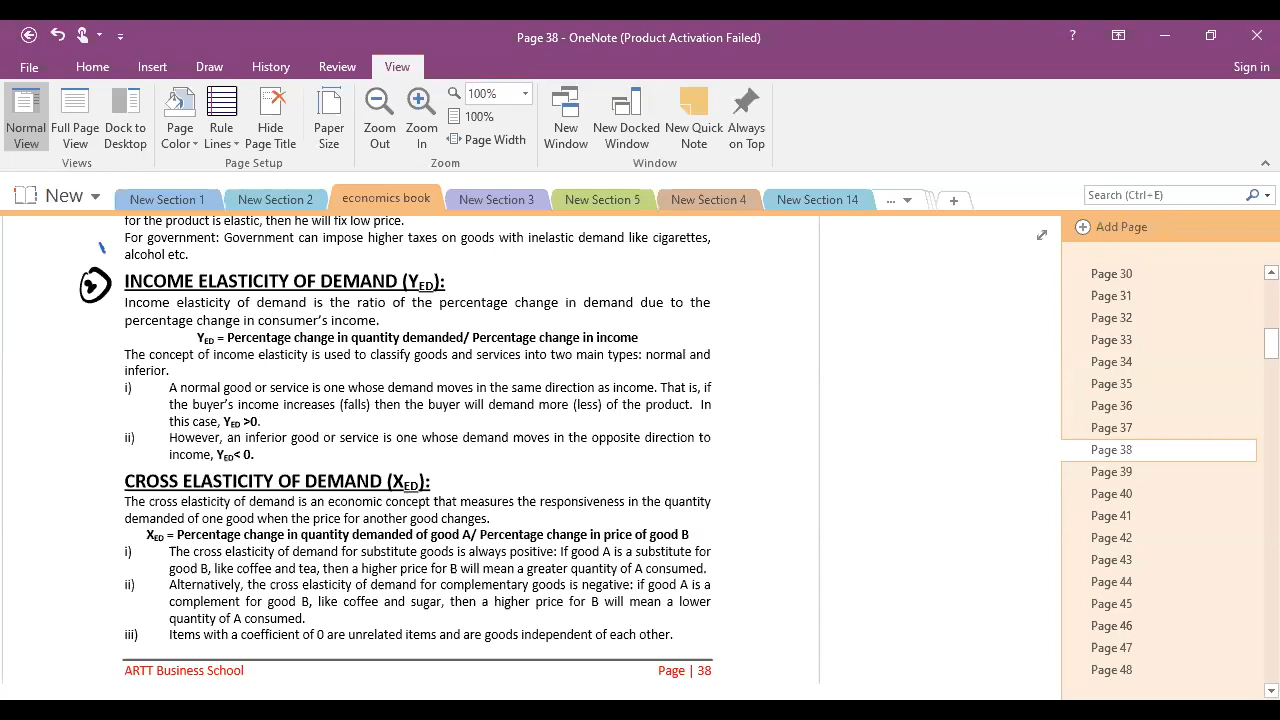 Page 38 - OneNote (Product Activation Failed)
?
File Home Insert Draw History Review View Sign in
Normal View
Full Page View
Dock to Desktop
Page Color
Rule Lines
Hide Page Title
Paper Size
Zoom Out
Zoom In
100%
100%
Page Width
New Window
New Docked Window
New Quick Note
Always on Top
Views Page Setup Zoom Window
New New Section 1 New Section 2 economics book New Section 3 New Section 5 New Section 4 New Section 14 ... Search (Ctrl+E)
for the product is elastic, then he will fix low price.
For government: Government can impose higher taxes on goods with inelastic demand like cigarettes,
alcohol etc.
INCOME ELASTICITY OF DEMAND (YED):
Income elasticity of demand is the ratio of the percentage change in demand due to the
percentage change in consumer's income.
YED = Percentage change in quantity demanded/ Percentage change in income
The concept of income elasticity is used to classify goods and services into two main types: normal and
inferior.
i) A normal good or service is one whose demand moves in the same direction as income. That is, if
the buyer's income increases (falls) then the buyer will demand more (less) of the product. In
this case, YED >0.
ii) However, an inferior good or service is one whose demand moves in the opposite direction to
income, YED< 0.
CROSS ELASTICITY OF DEMAND (XED):
The cross elasticity of demand is an economic concept that measures the responsiveness in the quantity
demanded of one good when the price for another good changes.
XED = Percentage change in quantity demanded of good A/ Percentage change in price of good B
i) The cross elasticity of demand for substitute goods is always positive: If good A is a substitute for
good B, like coffee and tea, then a higher price for B will mean a greater quantity of A consumed.
ii) Alternatively, the cross elasticity of demand for complementary goods is negative: if good A is a
complement for good B, like coffee and sugar, then a higher price for B will mean a lower
quantity of A consumed.
iii) Items with a coefficient of 0 are unrelated items and are goods independent of each other.
ARTT Business School Page | 38
Add Page
Page 30
Page 31
Page 32
Page 33
Page 34
Page 35
Page 36
Page 37
Page 38
Page 39
Page 40
Page 41
Page 42
Page 43
Page 44
Page 45
Page 46
Page 47
Page 48